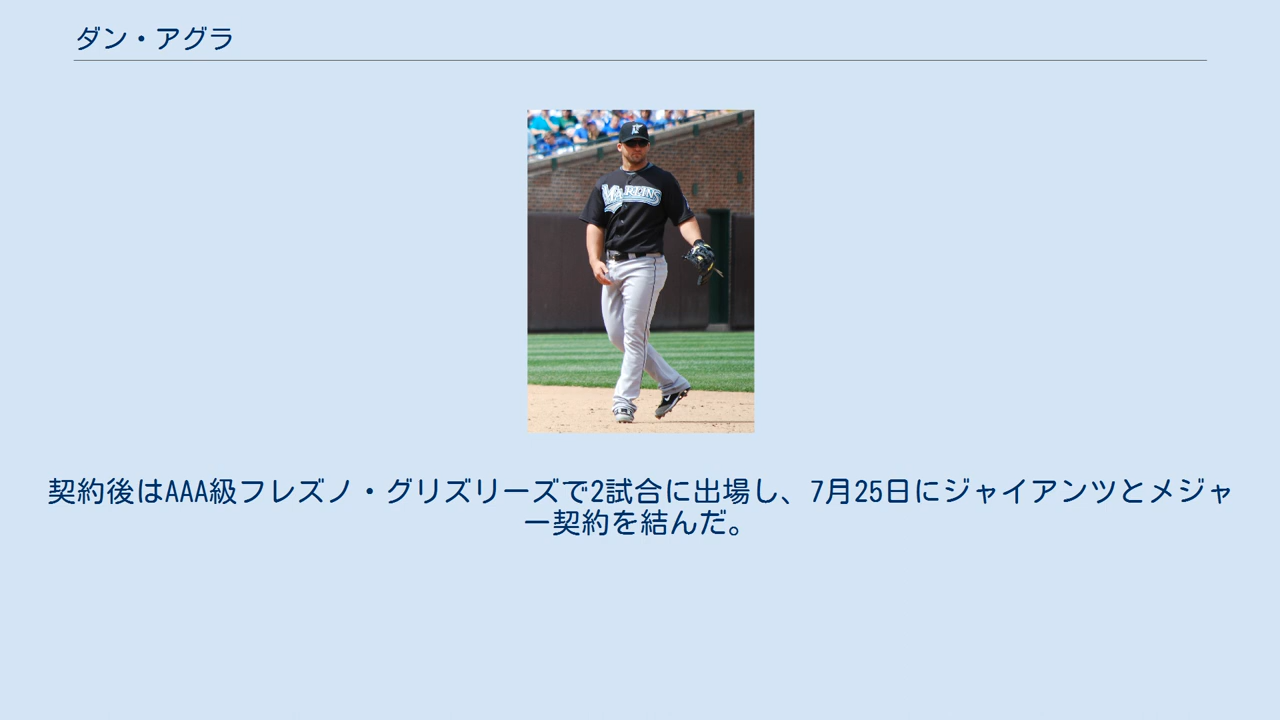 ダン・アグラ
MARLINS
契約後はAAA級フレズノ・グリズリーズで2試合に出場し、7月25日にジャイアンツとメジャ
ー契約を結んだ。